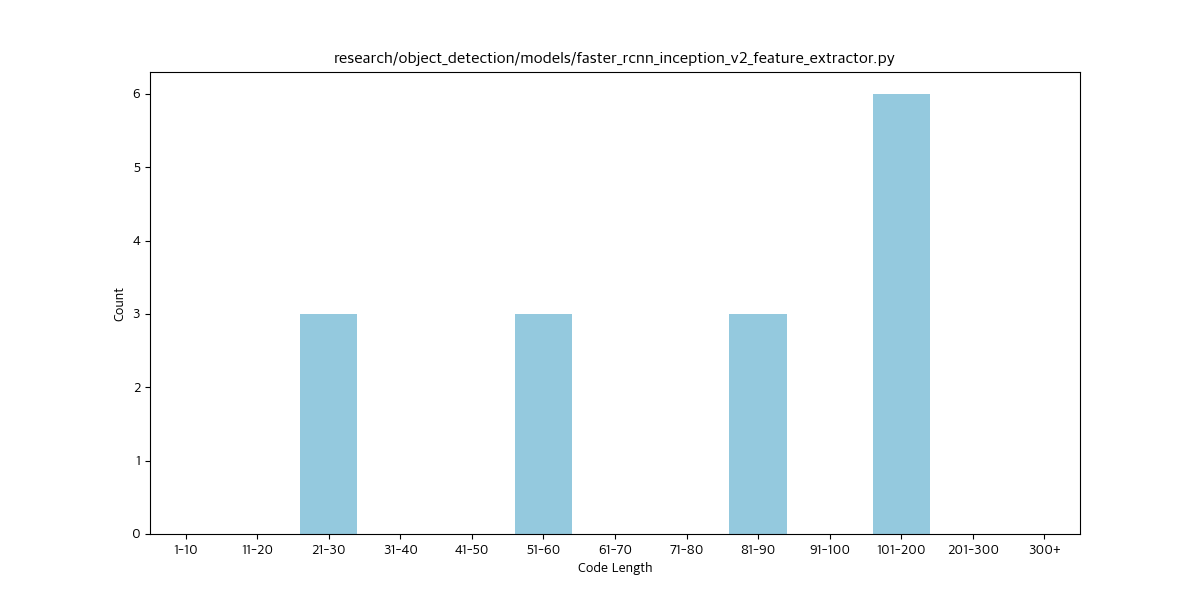 research/object_detection/models/faster_rcnn_inception_v2_feature_extractor.py
6
5
4
3
2
1
0
Count
1-10 11-20 21-30 31-40 41-50 51-60 61-70 71-80 81-90 91-100 101-200 201-300 300+
Code Length